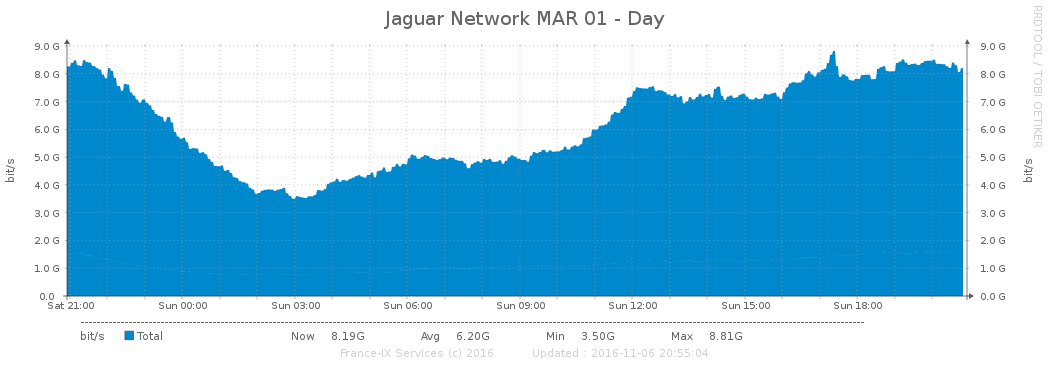 Jaguar Network MAR 01 - Day
RRDTOOL / TOBI OETIKER
9.0 G 9.0 G
8.0 G 8.0 G
7.0 G 7.0 G
6.0 G 6.0 G
5.0 G 5.0 G
4.0 G 4.0 G
3.0 G 3.0 G
2.0 G 2.0 G
1.0 G 1.0 G
0.0 0.0 G
bit/s
bit/s
Sat 21:00 Sun 00:00 Sun 03:00 Sun 06:00 Sun 09:00 Sun 12:00 Sun 15:00 Sun 18:00
bit/s Total Now 8.19G Avg 6.20G Min 3.50G Max 8.81G
France-IX Services (c) 2016 Updated : 2016-11-06 20:55:04